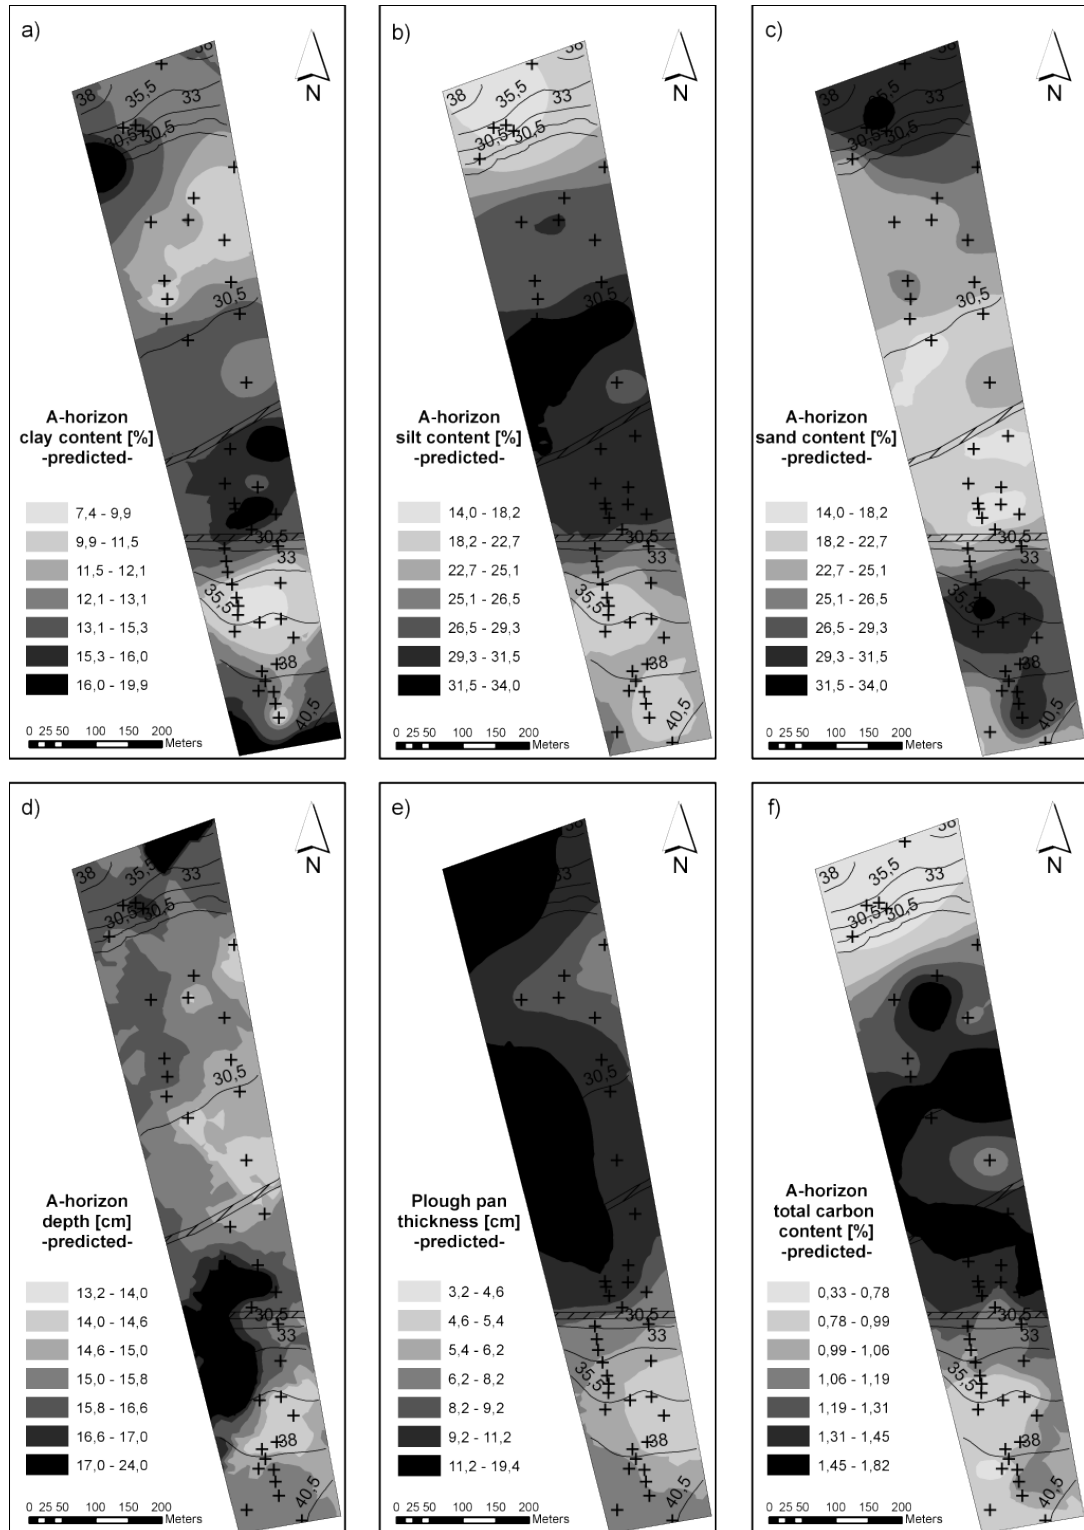 a)
38
38
35,5
33
30,5
30,5
N
30,5
A-horizon
clay content [%]
-predicted-
7,4 - 9,9
9,9 - 11,5
11,5 - 12,1
12,1 - 13,1
13,1 - 15,3
15,3 - 16,0
16,0 - 19,9
30,5
33
35,5
38
40,5
0 25 50 100 150 200
Meters
b)
38
38
35,5
33
30,5
30,5
N
30,5
A-horizon
silt content [%]
-predicted-
14,0 - 18,2
18,2 - 22,7
22,7 - 25,1
25,1 - 26,5
26,5 - 29,3
29,3 - 31,5
31,5 - 34,0
30,5
33
35,5
38
40,5
0 25 50 100 150 200
Meters
c)
38
38
35,5
33
30,5
30,5
N
30,5
A-horizon
sand content [%]
-predicted-
14,0 - 18,2
18,2 - 22,7
22,7 - 25,1
25,1 - 26,5
26,5 - 29,3
29,3 - 31,5
31,5 - 34,0
30,5
33
35,5
38
40,5
0 25 50 100 150 200
Meters
d)
38
35,5
33
30,5
30,5
N
30,5
A-horizon
depth [cm]
-predicted-
13,2 - 14,0
14,0 - 14,6
14,6 - 15,0
15,0 - 15,8
15,8 - 16,6
16,6 - 17,0
17,0 - 24,0
30,5
33
38
40,5
0 25 50 100 150 200
Meters
e)
38
33
N
30,5
Plough pan
thickness [cm]
-predicted-
3,2 - 4,6
4,6 - 5,4
5,4 - 6,2
6,2 - 8,2
8,2 - 9,2
9,2 - 11,2
11,2 - 19,4
30,5
33
35,5
38
40,5
0 25 50 100 150 200
Meters
f)
38
38
35,5
33
30,5
30,5
N
A-horizon
total carbon
content [%]
-predicted-
0,33 - 0,78
0,78 - 0,99
0,99 - 1,06
1,06 - 1,19
1,19 - 1,31
1,31 - 1,45
1,45 - 1,82
30,5
33
35,5
38
40,5
0 25 50 100 150 200
Meters